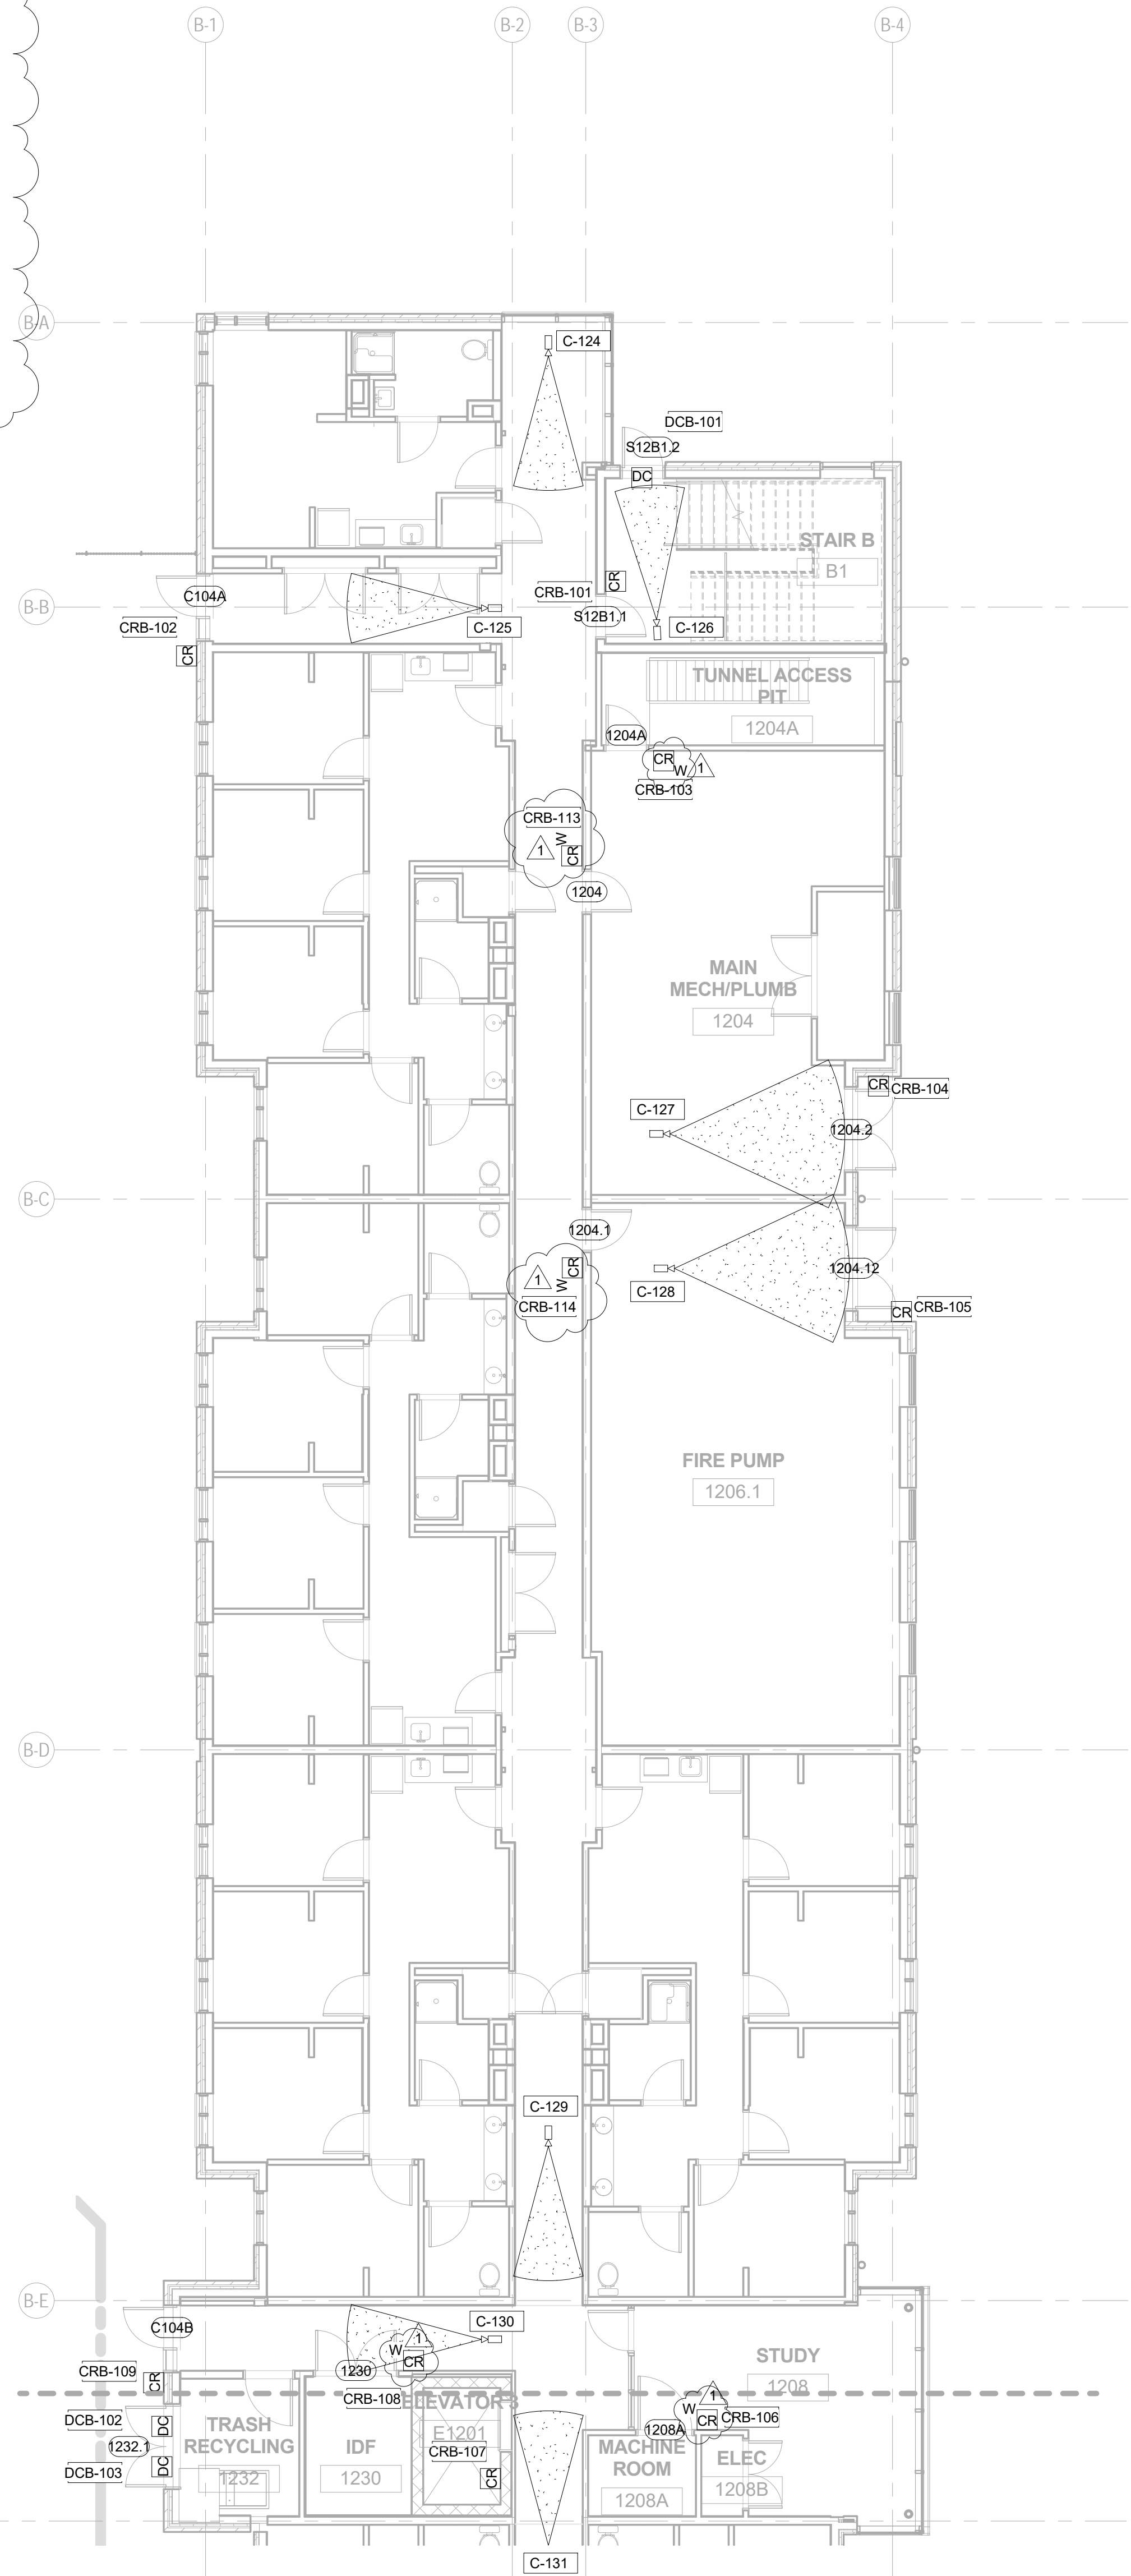 B-1
B-2
B-3
B-4
B-A
C-124
DCB-101
S12B1.2
DC
STAIR B
B1
CR
CRB-101
B-B
C104A
S12B1.1
CRB-102
C-125
C-126
CR
TUNNEL ACCESS
PIT
1204A
1204A
CR
W
1
CRB-103
CRB-113
W
1
CR
1204
MAIN
MECH/PLUMB
1204
CR
CRB-104
C-127
1204.2
B-C
1204.1
CR
1
W
C-128
1204.12
CRB-114
CR
CRB-105
FIRE PUMP
1206.1
B-D
C-129
B-E
C-130
C104B
1
W
CR
1230
STUDY
1208
CRB-109
CR
CRB-108
ELEVATOR 3
E1201
1
W
CR
CRB-106
1208A
DCB-102
DC
1232.1
TRASH
RECYCLING
DC
DCB-103
1232
IDF
1230
CRB-107
CR
MACHINE
ROOM
1208A
ELEC
1208B
C-131